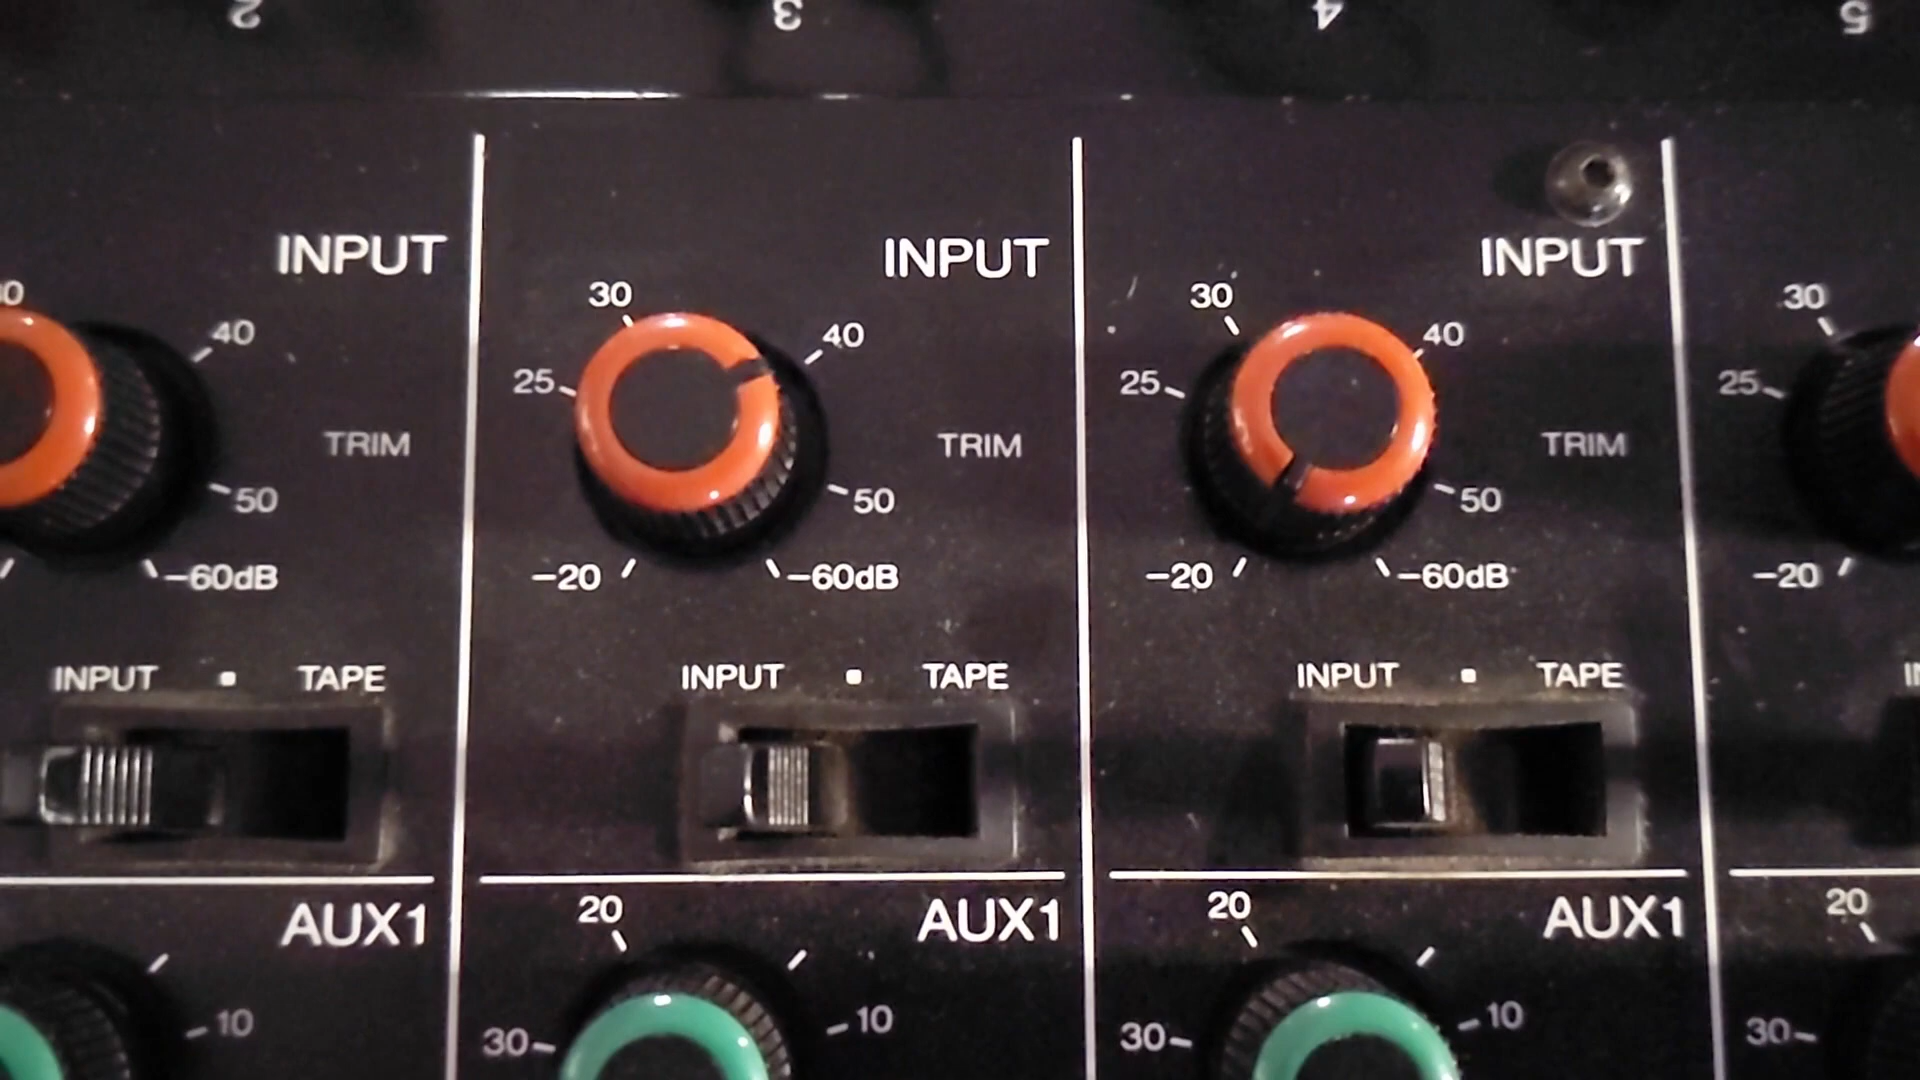 2 3 4 5
INPUT INPUT INPUT
30 30 30
40 40 40
25 25 25
TRIM TRIM TRIM
50 50 50
-60dB -20 -60dB -20 -60dB -20
INPUT TAPE INPUT TAPE INPUT TAPE
20 20 20
AUX1 AUX1 AUX1
10 30 10 30 10 30